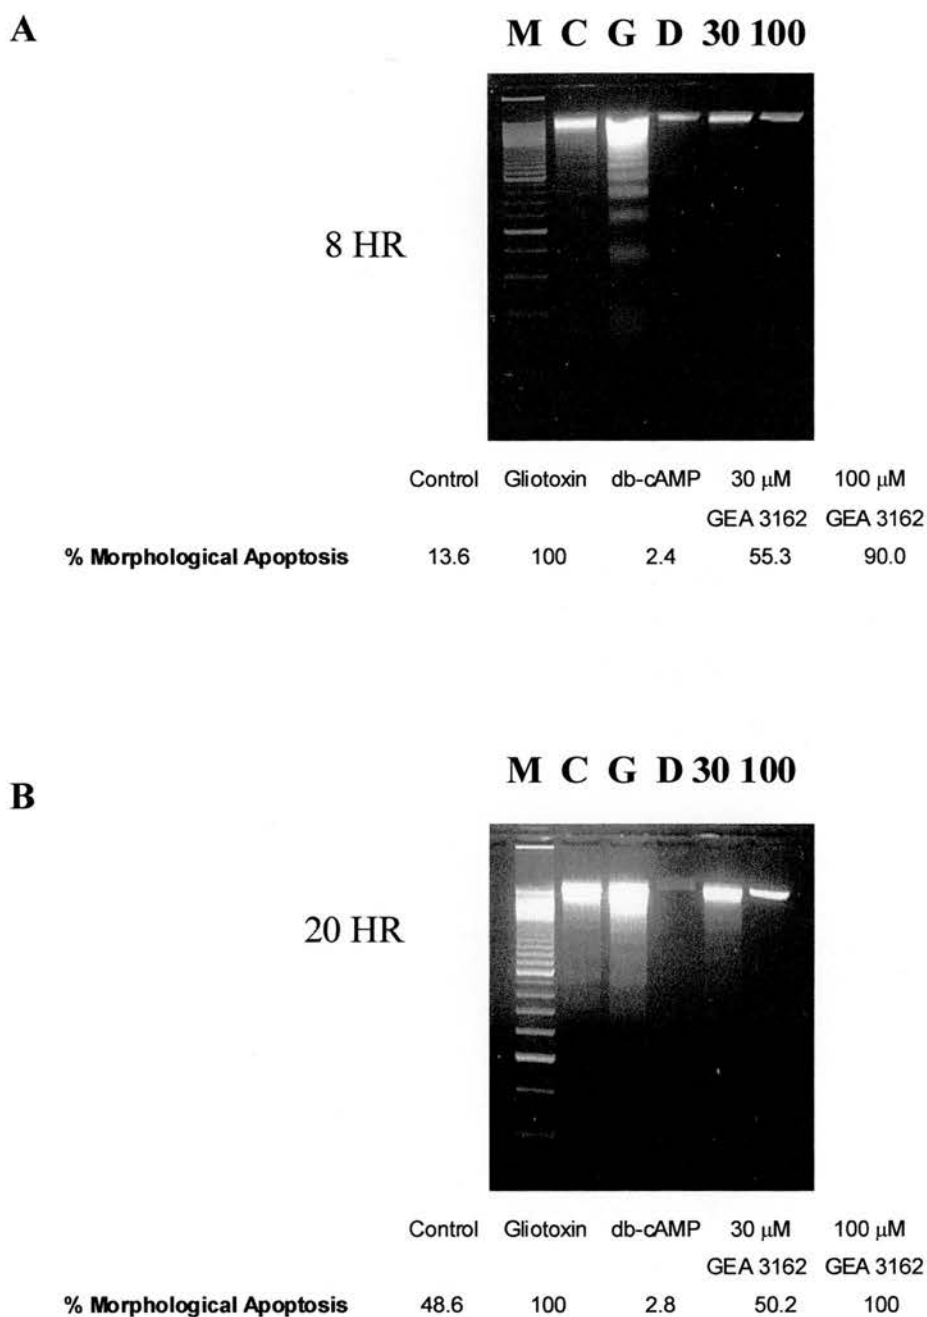 A
M C G D 30 100
8 HR
Control Gliotoxin db-cAMP 30 μM 100 μM
GEA 3162 GEA 3162
% Morphological Apoptosis 13.6 100 2.4 55.3 90.0
M C G D 30 100
B
20 HR
Control Gliotoxin db-cAMP 30 μM 100 μM
GEA 3162 GEA 3162
% Morphological Apoptosis 48.6 100 2.8 50.2 100